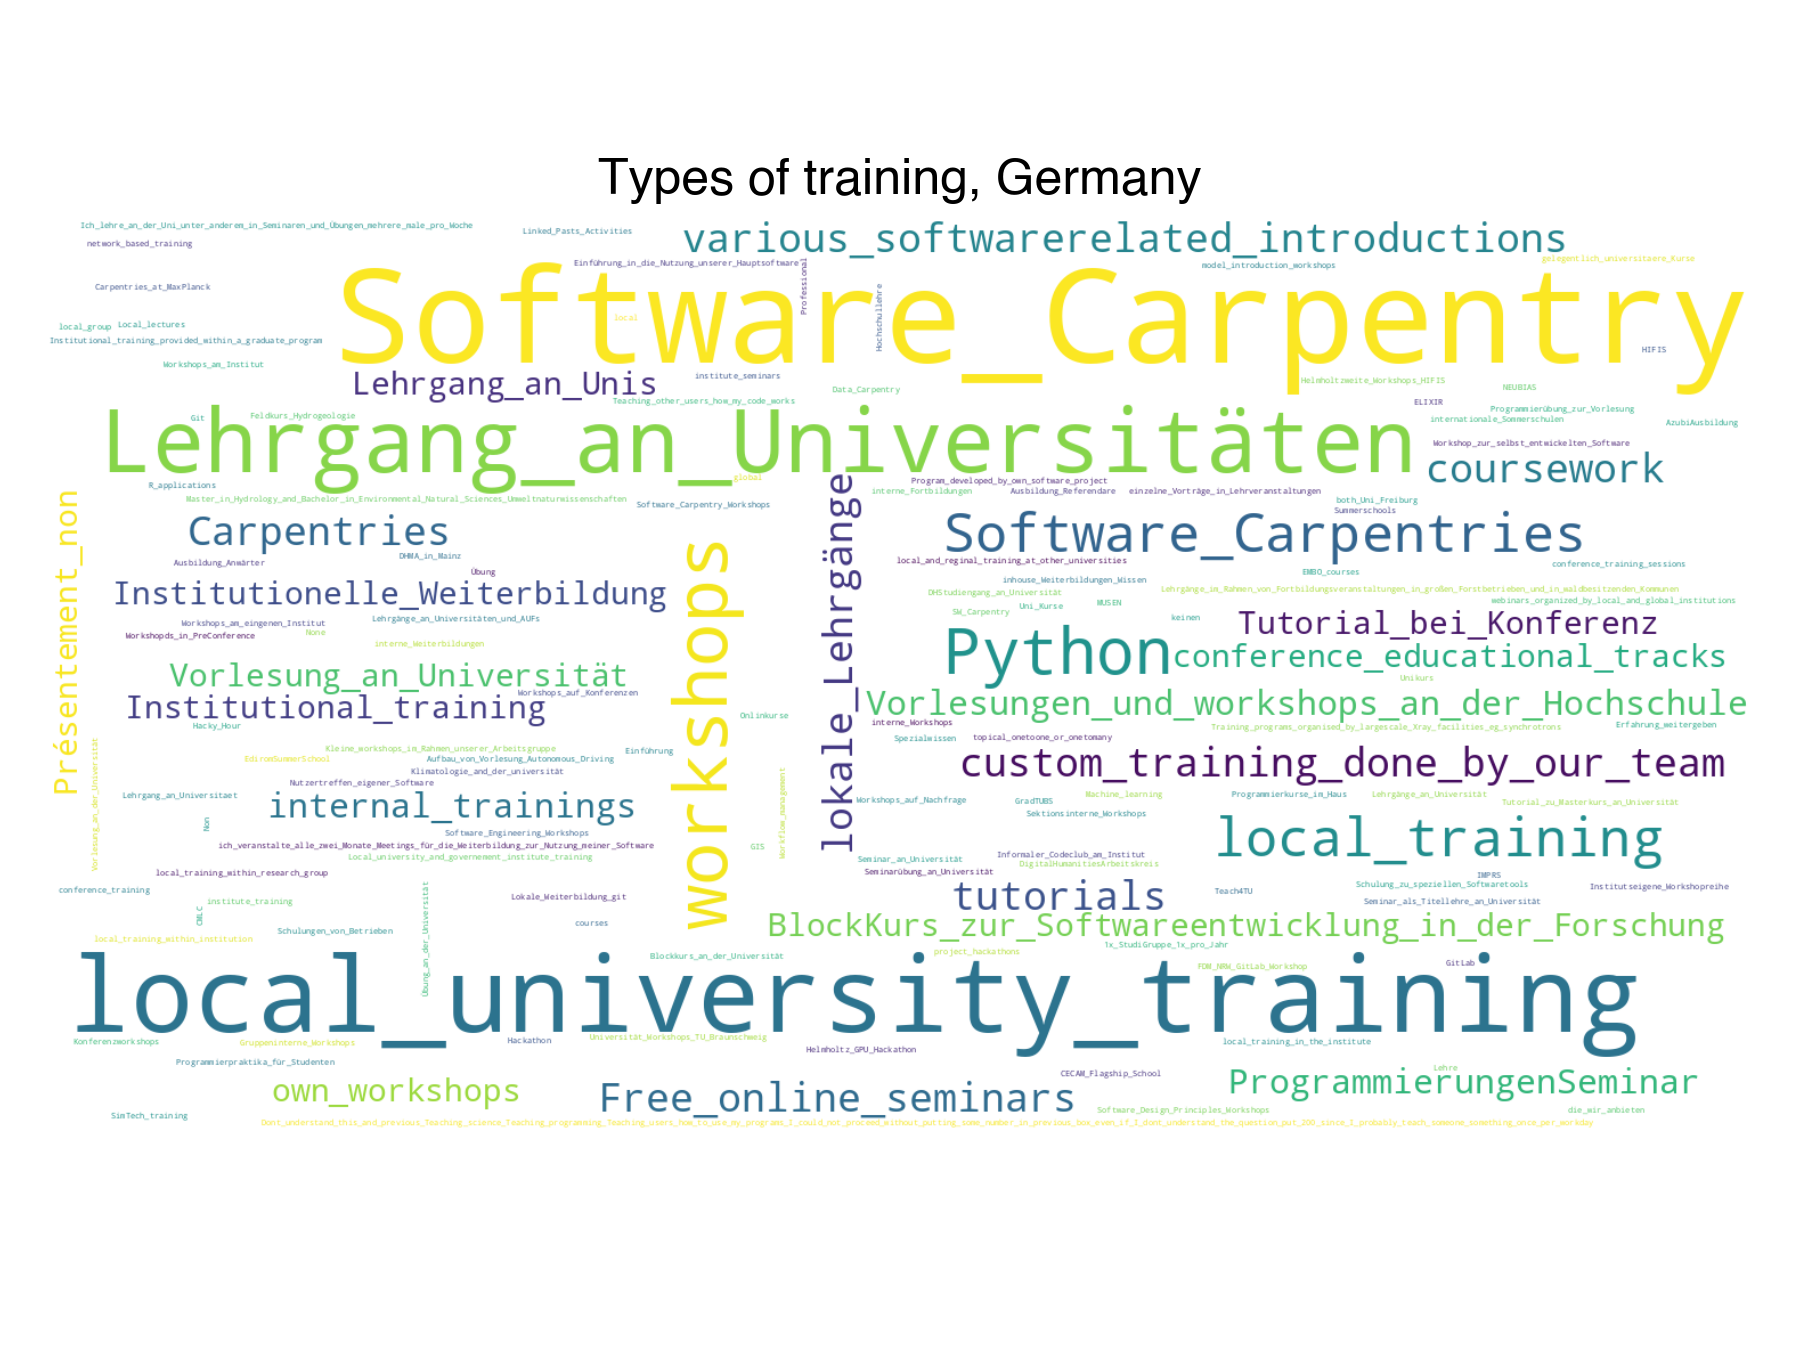 Types of training, Germany
Ich_lehre_an_der_Uni_unter_anderem_in_Seminaren_und_Übungen_mehrere_male_pro_Woche
Linked_Pasts_Activities
various_softwarerelated_introductions
network_based_training
Einführung_in_die_Nutzung_unserer_Hauptsoftware
Professional
model_introduction_workshops
gelegentlich_universitaere_Kurse
Carpentries_at_MaxPlanck
Software_Carpentry
local
Hochschullehre
local_group
Local_lectures
Institutional_training_provided_within_a_graduate_program
HIFIS
Workshops_am_Institut
Lehrgang_an_Unis
institute_seminars
Data_Carpentry
Helmholtzweite_Workshops_HIFIS
NEUBIAS
Teaching_other_users_how_my_code_works
ELIXIR
Programmierübung_zur_Vorlesung
Git
Feldkurs_Hydrogeologie
internationale_Sommerschulen
AzubiAusbildung
Lehrgang_an_Universitäten
Workshop_zur_selbst_entwickelten_Software
coursework
R_applications
global
Program_developed_by_own_software_project
interne_Fortbildungen
Ausbildung_Referendare
einzelne_Vorträge_in_Lehrveranstaltungen
Master_in_Hydrology_and_Bachelor_in_Environmental_Natural_Sciences_Umweltnaturwissenschaften
Software_Carpentry_Workshops
both_Uni_Freiburg
Summerschools
Présentement_non
Carpentries
workshops
lokale_Lehrgänge
Software_Carpentries
DHMA_in_Mainz
Ausbildung_Anwärter
local_and_reginal_training_at_other_universities
conference_training_sessions
Übung
EMBO_courses
inhouse_Weiterbildungen_Wissen
Institutionelle_Weiterbildung
DHStudiengang_an_Universität
Lehrgänge_im_Rahmen_von_Fortbildungsveranstaltungen_in_großen_Forstbetrieben_und_in_waldbesitzenden_Kommunen
Uni_Kurse
MUSEN
webinars_organized_by_local_and_global_institutions
SW_Carpentry
keinen
Workshops_am_eingenen_Institut
Lehrgänge_an_Universitäten_und_AUFs
Tutorial_bei_Konferenz
Workshopds_in_PreConference
None
interne_Weiterbildungen
Python
conference_educational_tracks
Vorlesung_an_Universität
Unikurs
Workshops_auf_Konferenzen
Institutional_training
Vorlesungen_und_workshops_an_der_Hochschule
Onlinkurse
Hacky_Hour
interne_Workshops
Training_programs_organised_by_largescale_Xray_facilities_eg_synchrotrons
Erfahrung_weitergeben
Spezialwissen
topical_onetoone_or_onetomany
Kleine_workshops_im_Rahmen_unserer_Arbeitsgruppe
Einführung
EdiromSummerSchool
Aufbau_von_Vorlesung_Autonomous_Driving
custom_training_done_by_our_team
Klimatologie_and_der_universität
Nutzertreffen_eigener_Software
Vorlesung_an_der_Universität
Workflow_management
Lehrgang_an_Universitaet
internal_trainings
Workshops_auf_Nachfrage
GradTUBS
Machine_learning
Programmierkurse_im_Haus
Lehrgänge_an_Universität
Tutorial_zu_Masterkurs_an_Universität
Sektionsinterne_Workshops
Non
Software_Engineering_Workshops
local_training
ich_veranstalte_alle_zwei_Monate_Meetings_für_die_Weiterbildung_zur_Nutzung_meiner_Software
GIS
Local_university_and_governement_institute_training
Seminar_an_Universität
Informaler_Codeclub_am_Institut
DigitalHumanitiesArbeitskreis
Seminarübung_an_Universität
local_training_within_research_group
IMPRS
conference_training
Übung_an_der_Universität
Lokale_Weiterbildung_git
tutorials
Teach4TU
Schulung_zu_speziellen_Softwaretools
Institutseigene_Workshopreihe
institute_training
Seminar_als_Titellehre_an_Universität
CMLC
courses
BlockKurs_zur_Softwareentwicklung_in_der_Forschung
Schulungen_von_Betrieben
local_training_within_institution
1x_StudiGruppe_1x_pro_Jahr
Blockkurs_an_der_Universität
project_hackathons
FDM_NRW_GitLab_Workshop
GitLab
local_university_training
Konferenzworkshops
Gruppeninterne_Workshops
Hackathon
Universität_Workshops_TU_Braunschweig
Helmholtz_GPU_Hackathon
local_training_in_the_institute
Programmierpraktika_für_Studenten
CECAM_Flagship_School
Lehre
own_workshops
Free_online_seminars
ProgrammierungenSeminar
SimTech_training
Software_Design_Principles_Workshops
die_wir_anbieten
Dont_understand_this_and_previous_Teaching_science_Teaching_programming_Teaching_users_how_to_use_my_programs_I_could_not_proceed_without_putting_some_number_in_previous_box_even_if_I_dont_understand_the_question_put_200_since_I_probably_teach_someone_something_once_per_workday